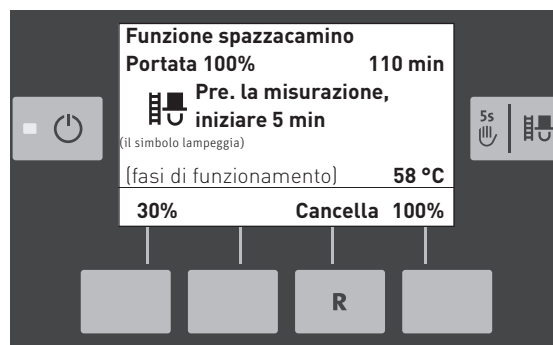 Funzione spazzacamino
Portata 100% 110 min
Pre. la misurazione,
iniziare 5 min
(il simbolo lampeggia)
(fasi di funzionamento) 58 °C
30% Cancella 100%
5s
R